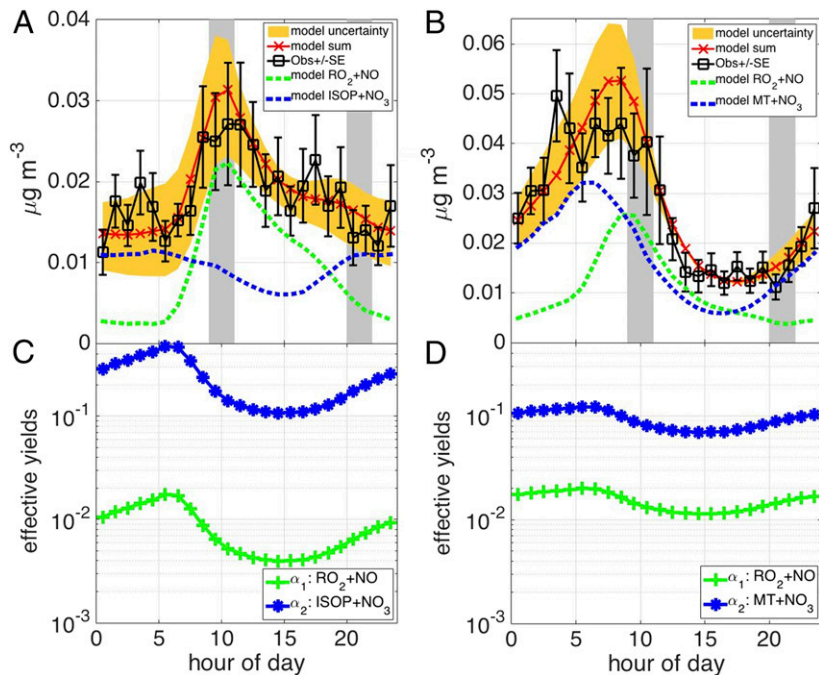 A
0.04
0.03
0.02
0.01
0
μg m⁻³
model uncertainty
model sum
Obs+/-SE
model RO₂+NO
model ISOP+NO₃
B
0.06
0.05
0.04
0.03
0.02
0.01
0
μg m⁻³
model uncertainty
model sum
Obs+/-SE
model RO₂+NO
model MT+NO₃
C
10⁻¹
10⁻²
10⁻³
effective yields
α₁: RO₂+NO
α₂: ISOP+NO₃
0 5 10 15 20
hour of day
D
10⁻¹
10⁻²
10⁻³
effective yields
α₁: RO₂+NO
α₂: MT+NO₃
0 5 10 15 20
hour of day